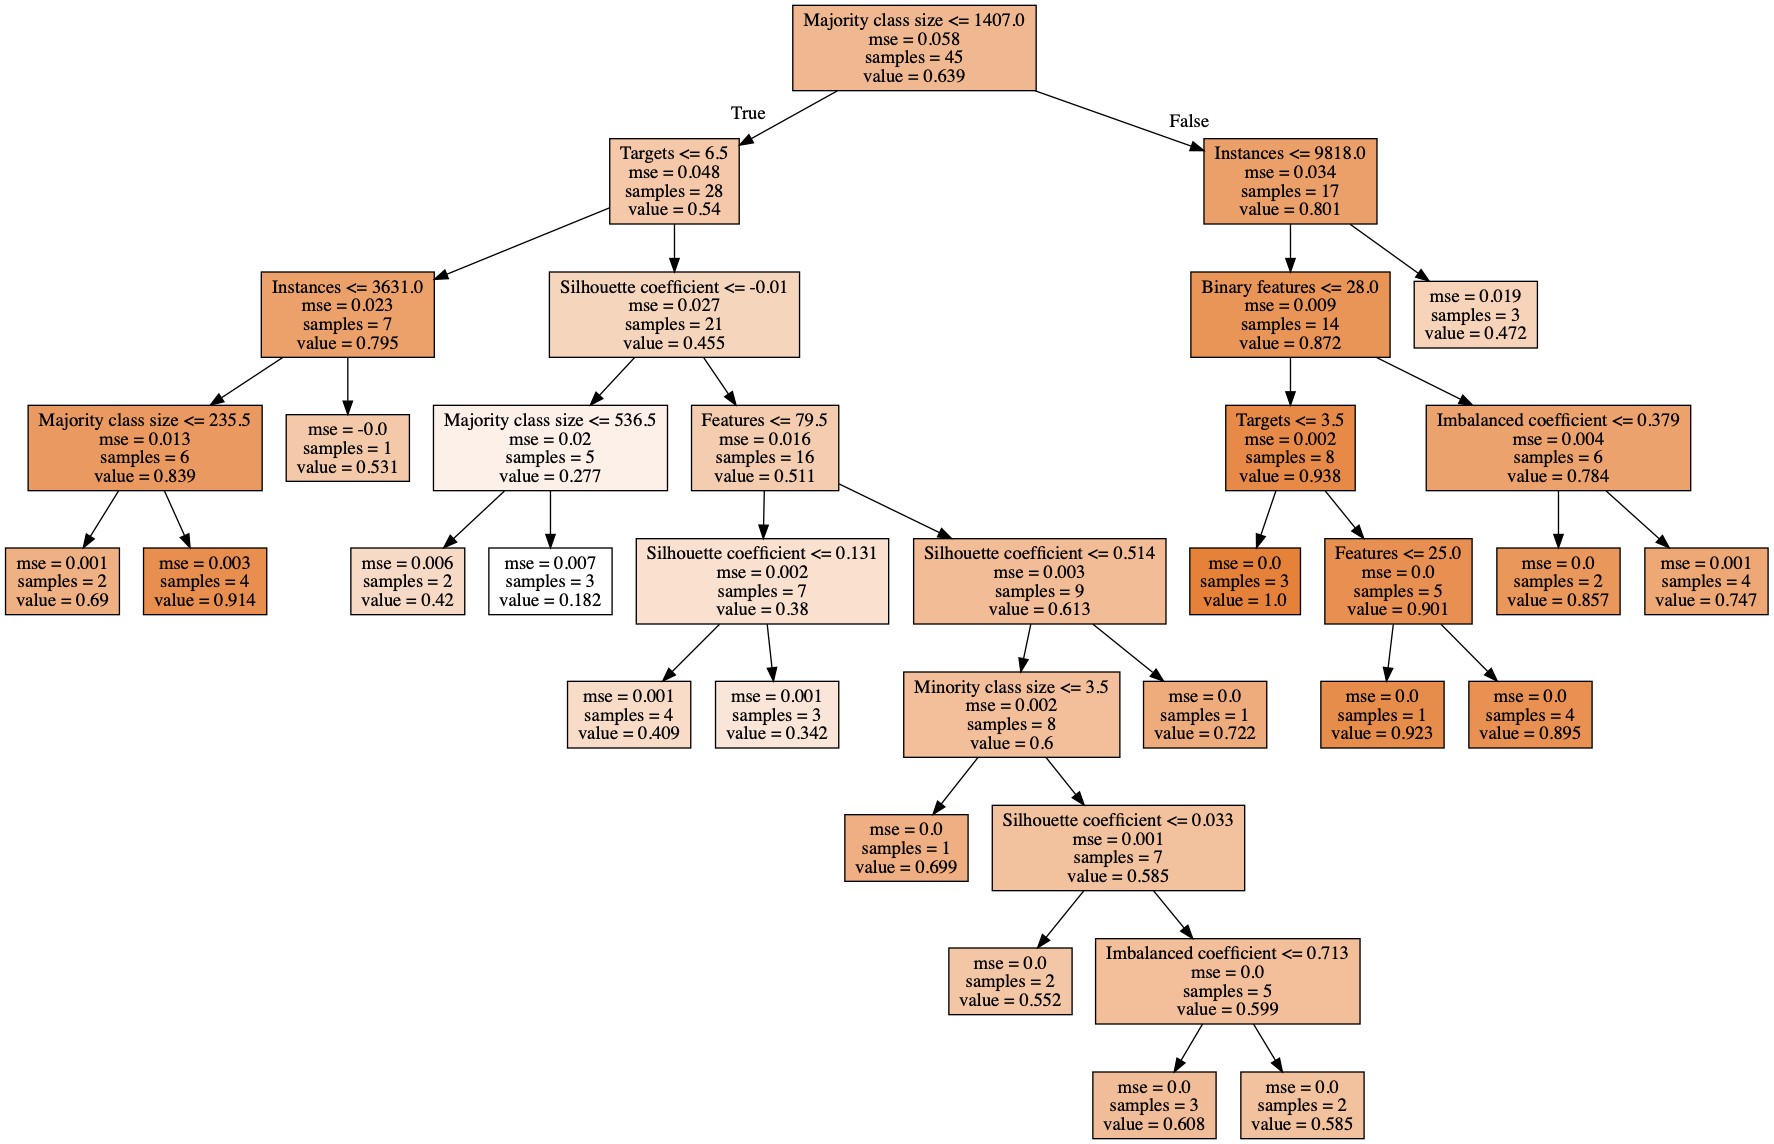 Majority class size <= 1407.0
mse = 0.058
samples = 45
value = 0.639
True
False
Targets <= 6.5
mse = 0.048
samples = 28
value = 0.54
Instances <= 9818.0
mse = 0.034
samples = 17
value = 0.801
Instances <= 3631.0
mse = 0.023
samples = 7
value = 0.795
Silhouette coefficient <= -0.01
mse = 0.027
samples = 21
value = 0.455
Binary features <= 28.0
mse = 0.009
samples = 14
value = 0.872
mse = 0.019
samples = 3
value = 0.472
Majority class size <= 235.5
mse = 0.013
samples = 6
value = 0.839
mse = -0.0
samples = 1
value = 0.531
Majority class size <= 536.5
mse = 0.02
samples = 5
value = 0.277
Features <= 79.5
mse = 0.016
samples = 16
value = 0.511
Targets <= 3.5
mse = 0.002
samples = 8
value = 0.938
Imbalanced coefficient <= 0.379
mse = 0.004
samples = 6
value = 0.784
mse = 0.001
samples = 2
value = 0.69
mse = 0.003
samples = 4
value = 0.914
mse = 0.006
samples = 2
value = 0.42
mse = 0.007
samples = 3
value = 0.182
Silhouette coefficient <= 0.131
mse = 0.002
samples = 7
value = 0.38
Silhouette coefficient <= 0.514
mse = 0.003
samples = 9
value = 0.613
mse = 0.0
samples = 3
value = 1.0
Features <= 25.0
mse = 0.0
samples = 5
value = 0.901
mse = 0.0
samples = 2
value = 0.857
mse = 0.001
samples = 4
value = 0.747
mse = 0.001
samples = 4
value = 0.409
mse = 0.001
samples = 3
value = 0.342
Minority class size <= 3.5
mse = 0.002
samples = 8
value = 0.6
mse = 0.0
samples = 1
value = 0.722
mse = 0.0
samples = 1
value = 0.923
mse = 0.0
samples = 4
value = 0.895
mse = 0.0
samples = 1
value = 0.699
Silhouette coefficient <= 0.033
mse = 0.001
samples = 7
value = 0.585
mse = 0.0
samples = 2
value = 0.552
Imbalanced coefficient <= 0.713
mse = 0.0
samples = 5
value = 0.599
mse = 0.0
samples = 3
value = 0.608
mse = 0.0
samples = 2
value = 0.585